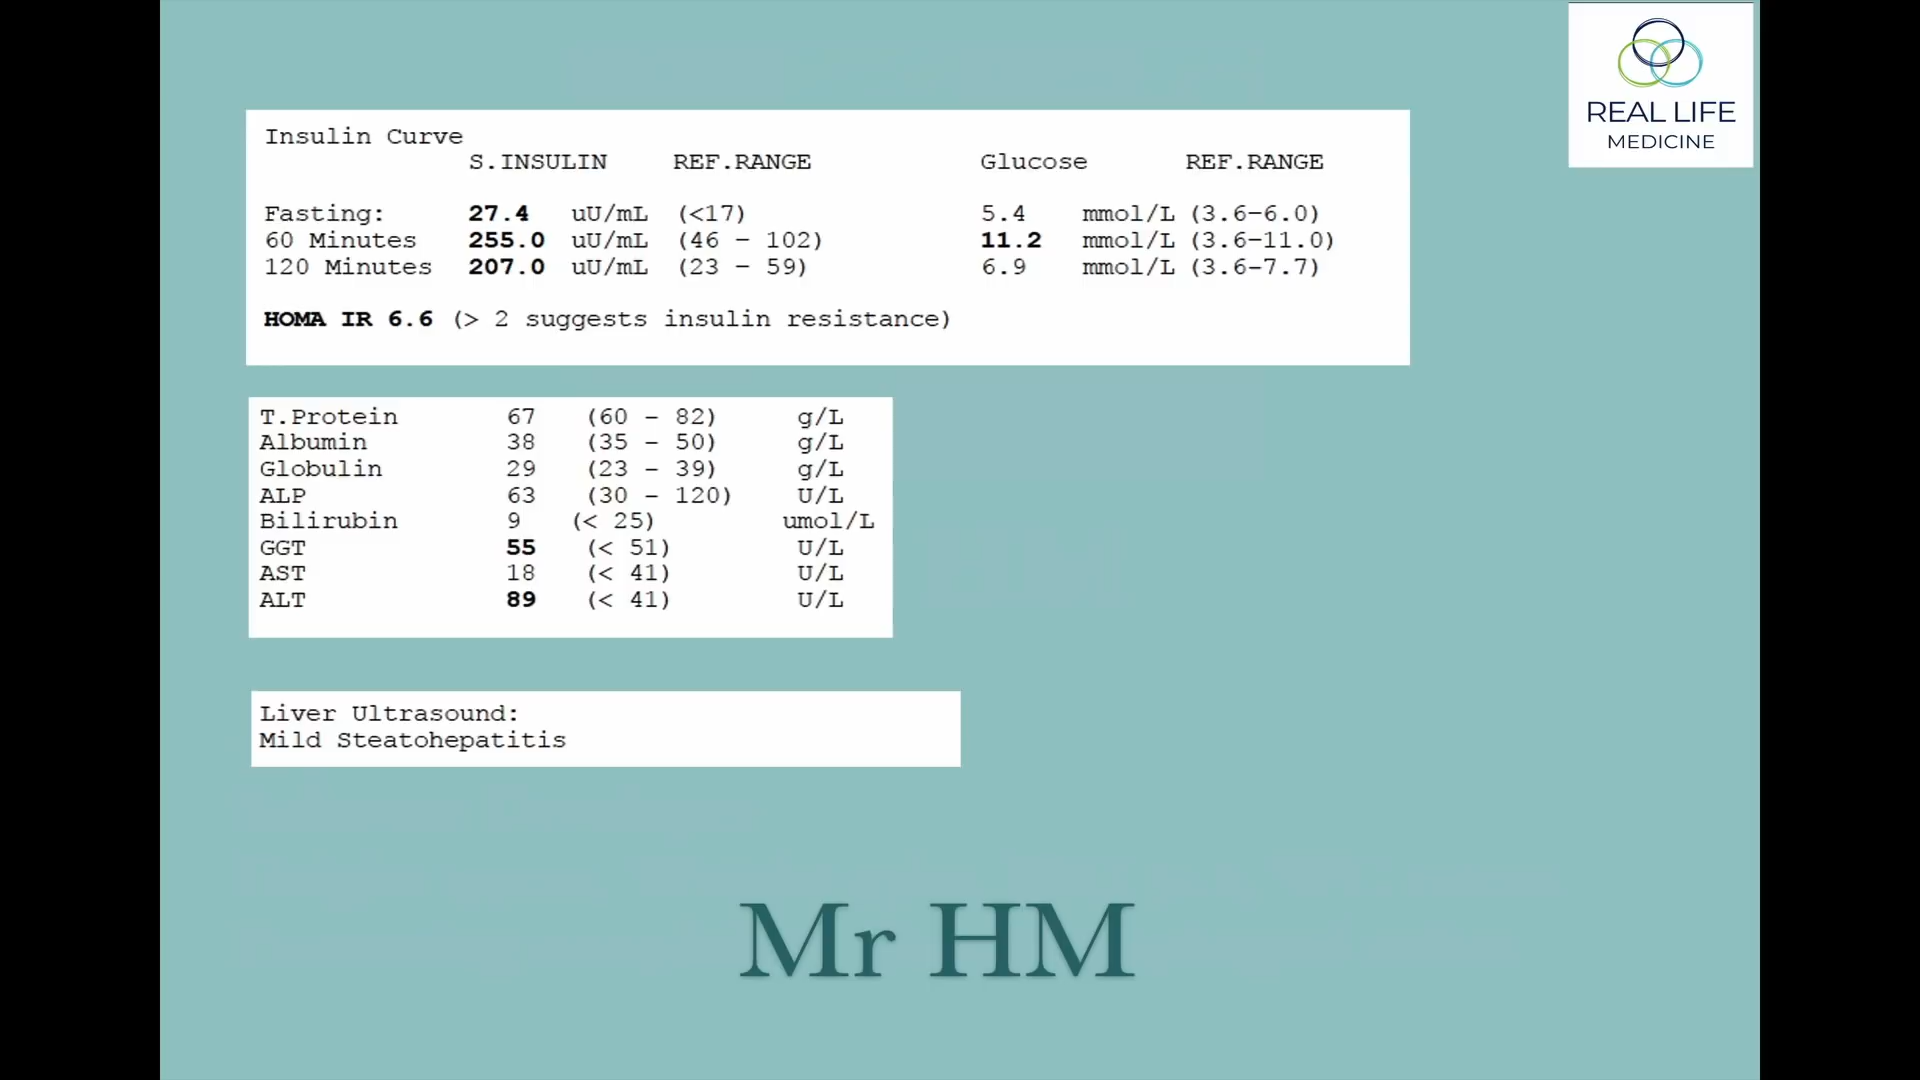 REAL LIFE
MEDICINE
Insulin Curve
S.INSULIN REF.RANGE Glucose REF.RANGE
Fasting: 27.4 uU/mL (<17) 5.4 mmol/L (3.6-6.0)
60 Minutes 255.0 uU/mL (46 - 102) 11.2 mmol/L (3.6-11.0)
120 Minutes 207.0 uU/mL (23 - 59) 6.9 mmol/L (3.6-7.7)
HOMA IR 6.6 (> 2 suggests insulin resistance)
T.Protein 67 (60 - 82) g/L
Albumin 38 (35 - 50) g/L
Globulin 29 (23 - 39) g/L
ALP 63 (30 - 120) U/L
Bilirubin 9 (< 25) umol/L
GGT 55 (< 51) U/L
AST 18 (< 41) U/L
ALT 89 (< 41) U/L
Liver Ultrasound:
Mild Steatohepatitis
Mr HM